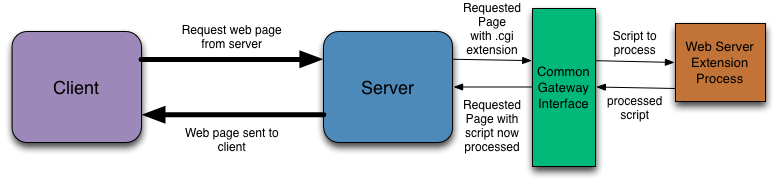 Request web page
from server
Client
Web page sent to
client
Server
Requested
Page
with .cgi
extension
Requested
Page with
script now
processed
Common
Gateway
Interface
Script to
process
processed
script
Web Server
Extension
Process